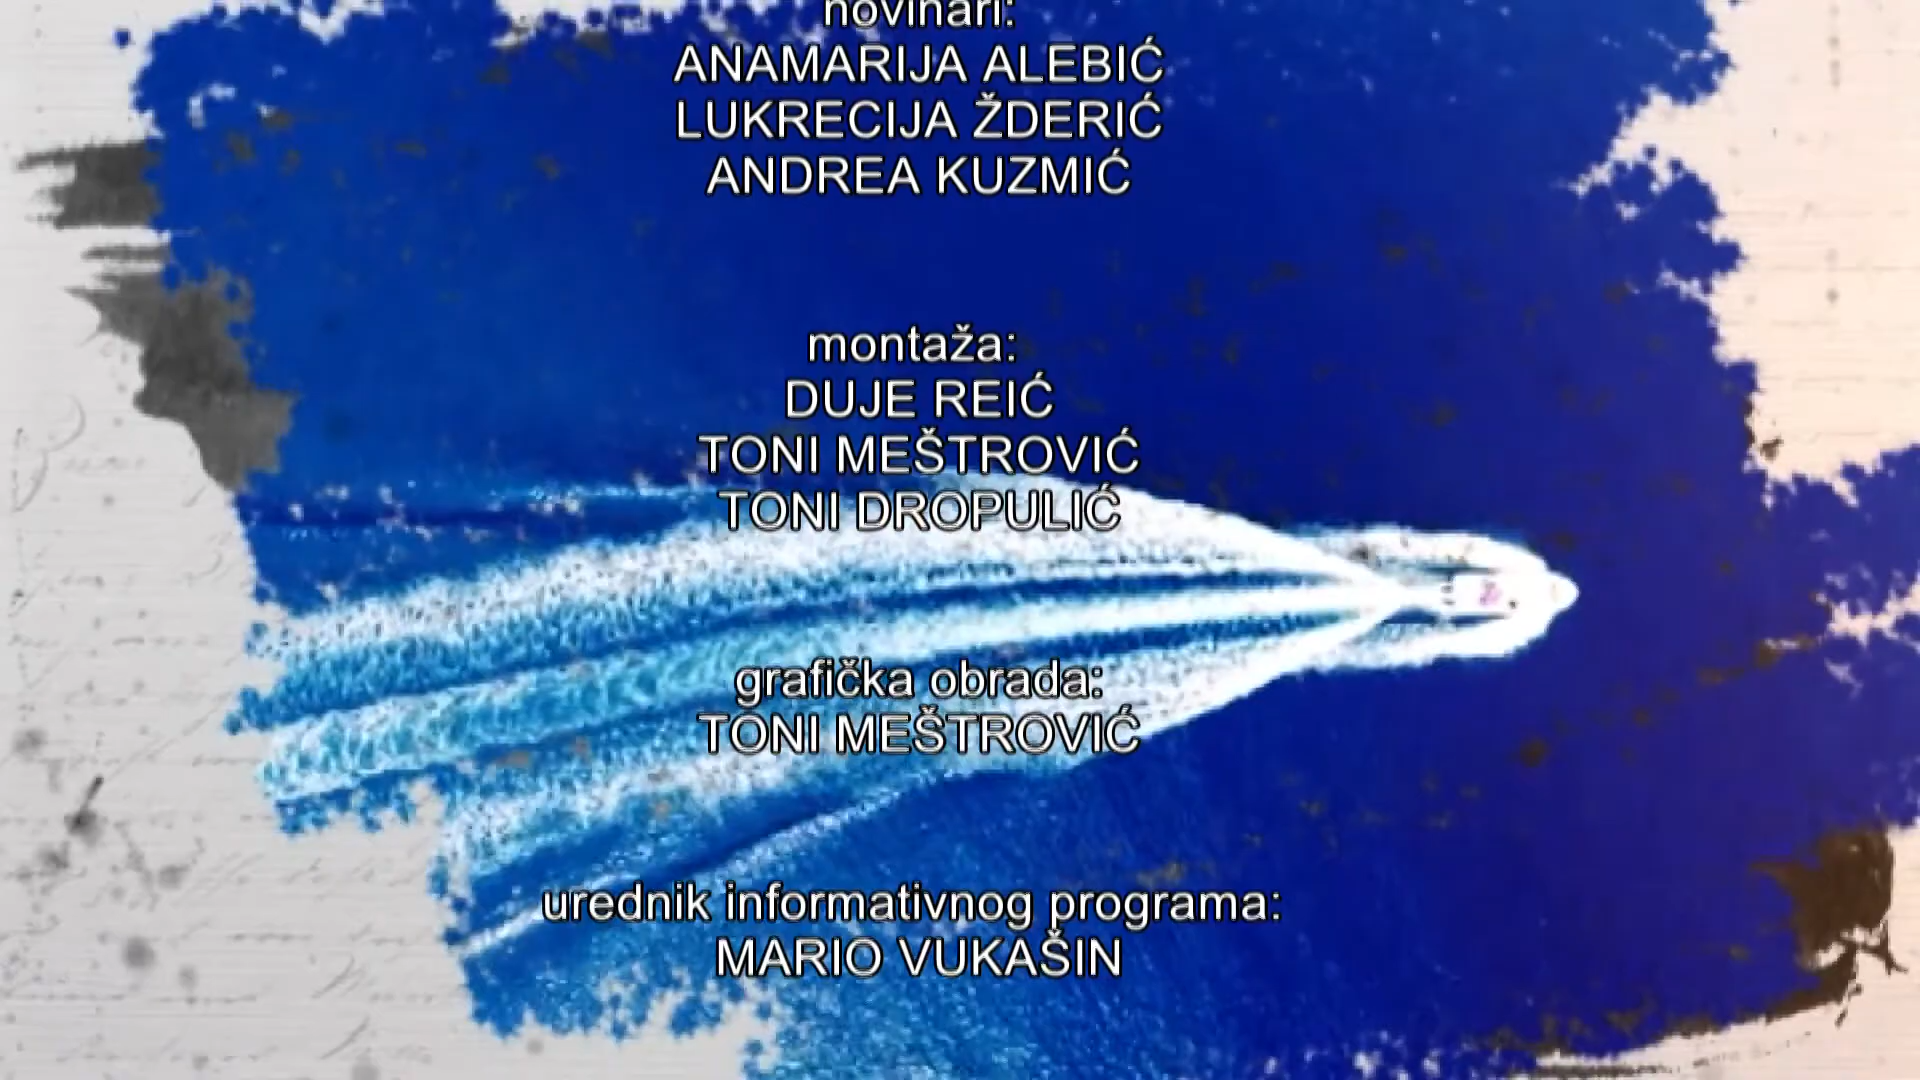 novinari:
ANAMARIJA ALEBIĆ
LUKRECIJA ŽDERIĆ
ANDREA KUZMIĆ
montaža:
DUJE REIĆ
TONI MEŠTROVIĆ
TONI DROPULIĆ
grafička obrada:
TONI MEŠTROVIĆ
urednik informativnog programa:
MARIO VUKAŠIN